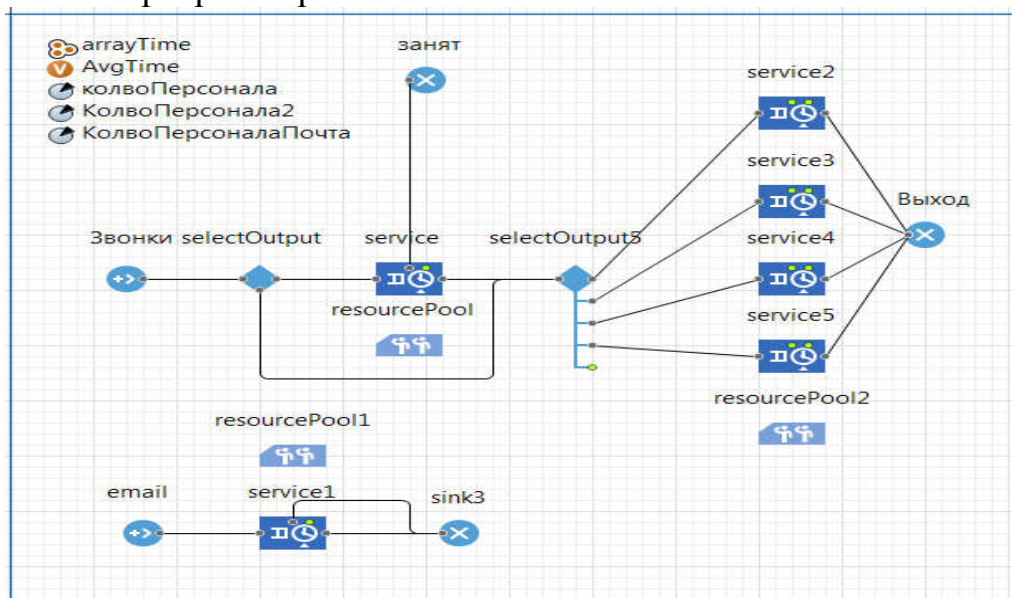 arrayTime
AvgTime
колвоПерсонала
КолвоПерсонала2
КолвоПерсоналаПочта
занят
service2
service3
Выход
Звонки
selectOutput
service
selectOutput5
service4
resourcePool
service5
resourcePool2
resourcePool1
email
service1
sink3